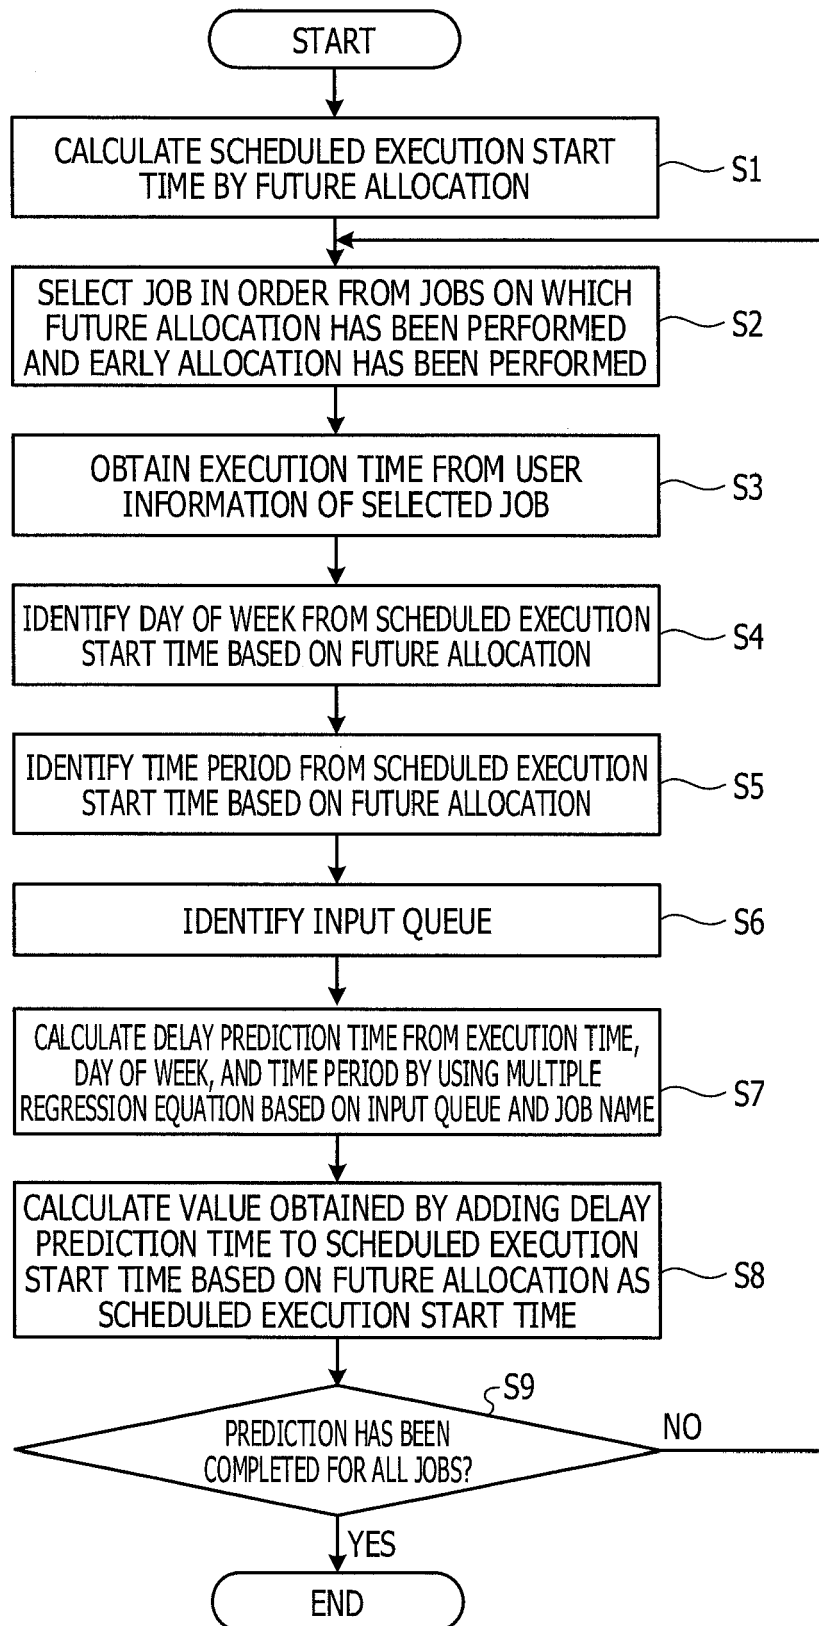 START
CALCULATE SCHEDULED EXECUTION START
TIME BY FUTURE ALLOCATION
S1
SELECT JOB IN ORDER FROM JOBS ON WHICH
FUTURE ALLOCATION HAS BEEN PERFORMED
AND EARLY ALLOCATION HAS BEEN PERFORMED
S2
OBTAIN EXECUTION TIME FROM USER
INFORMATION OF SELECTED JOB
S3
IDENTIFY DAY OF WEEK FROM SCHEDULED EXECUTION
START TIME BASED ON FUTURE ALLOCATION
S4
IDENTIFY TIME PERIOD FROM SCHEDULED EXECUTION
START TIME BASED ON FUTURE ALLOCATION
S5
IDENTIFY INPUT QUEUE
S6
CALCULATE DELAY PREDICTION TIME FROM EXECUTION TIME,
DAY OF WEEK, AND TIME PERIOD BY USING MULTIPLE
REGRESSION EQUATION BASED ON INPUT QUEUE AND JOB NAME
S7
CALCULATE VALUE OBTAINED BY ADDING DELAY
PREDICTION TIME TO SCHEDULED EXECUTION
START TIME BASED ON FUTURE ALLOCATION AS
SCHEDULED EXECUTION START TIME
S8
S9
PREDICTION HAS BEEN
COMPLETED FOR ALL JOBS?
NO
YES
END